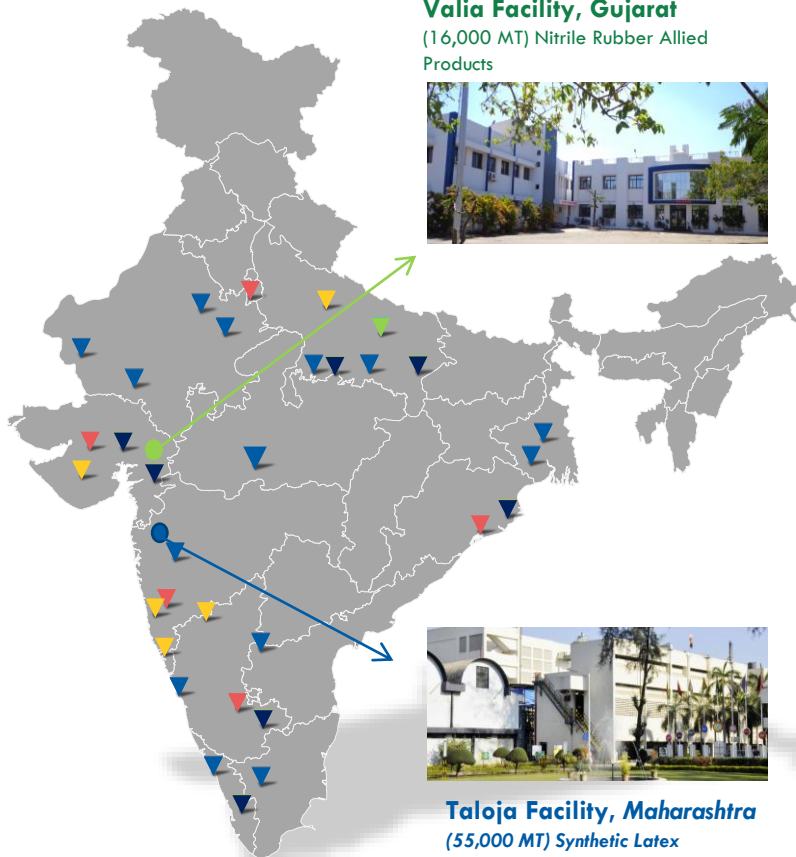 Valia Facility, Gujarat
(16,000 MT) Nitrile Rubber Allied
Products
Taloja Facility, Maharashtra
(55,000 MT) Synthetic Latex